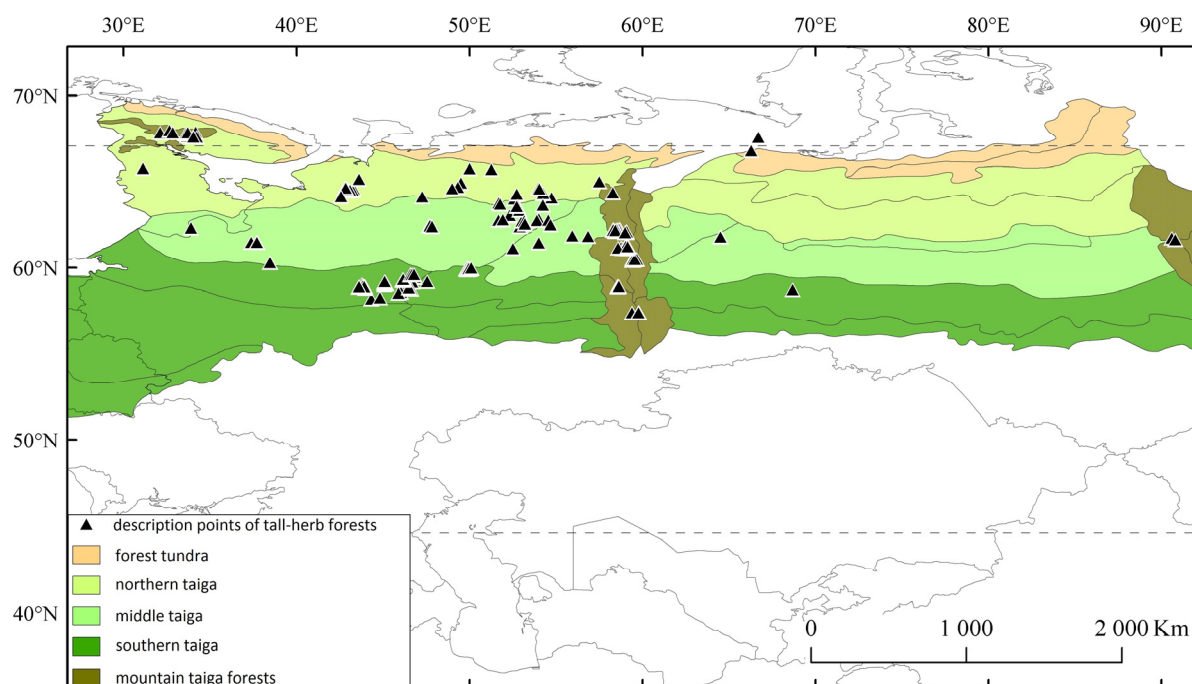 30°E 40°E 50°E 60°E 70°E 80°E 90°E
70°N
60°N
50°N
40°N
description points of tall-herb forests
forest tundra
northern taiga
middle taiga
southern taiga
mountain taiga forests
0 1 000 2 000 Km